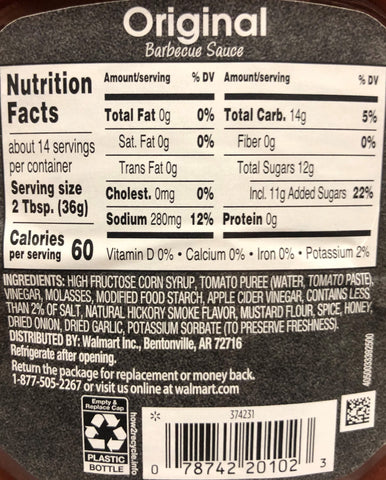 Original
Barbecue Sauce
Nutrition Facts
about 14 servings per container
Serving size
2 Tbsp. (36g)
Calories per serving 60
Amount/serving % DV
Total Fat 0g 0%
Sat. Fat 0g 0%
Trans Fat 0g
Cholest. 0mg 0%
Sodium 280mg 12%
Amount/serving % DV
Total Carb. 14g 5%
Fiber 0g 0%
Total Sugars 12g
Incl. 11g Added Sugars 22%
Protein 0g
Vitamin D 0% • Calcium 0% • Iron 0% • Potassium 2%
INGREDIENTS: HIGH FRUCTOSE CORN SYRUP, TOMATO PUREE (WATER, TOMATO PASTE),
VINEGAR, MOLASSES, MODIFIED FOOD STARCH, APPLE CIDER VINEGAR, CONTAINS LESS
THAN 2% OF SALT, NATURAL HICKORY SMOKE FLAVOR, MUSTARD FLOUR, SPICE, HONEY,
DRIED ONION, DRIED GARLIC, POTASSIUM SORBATE (TO PRESERVE FRESHNESS).
DISTRIBUTED BY: Walmart Inc., Bentonville, AR 72716
Refrigerate after opening.
Return the package for replacement or money back.
1-877-505-2267 or visit us online at walmart.com
Empty &
Replace Cap
PLASTIC
BOTTLE
how2recycle.info
374231
0 78742 20102 3